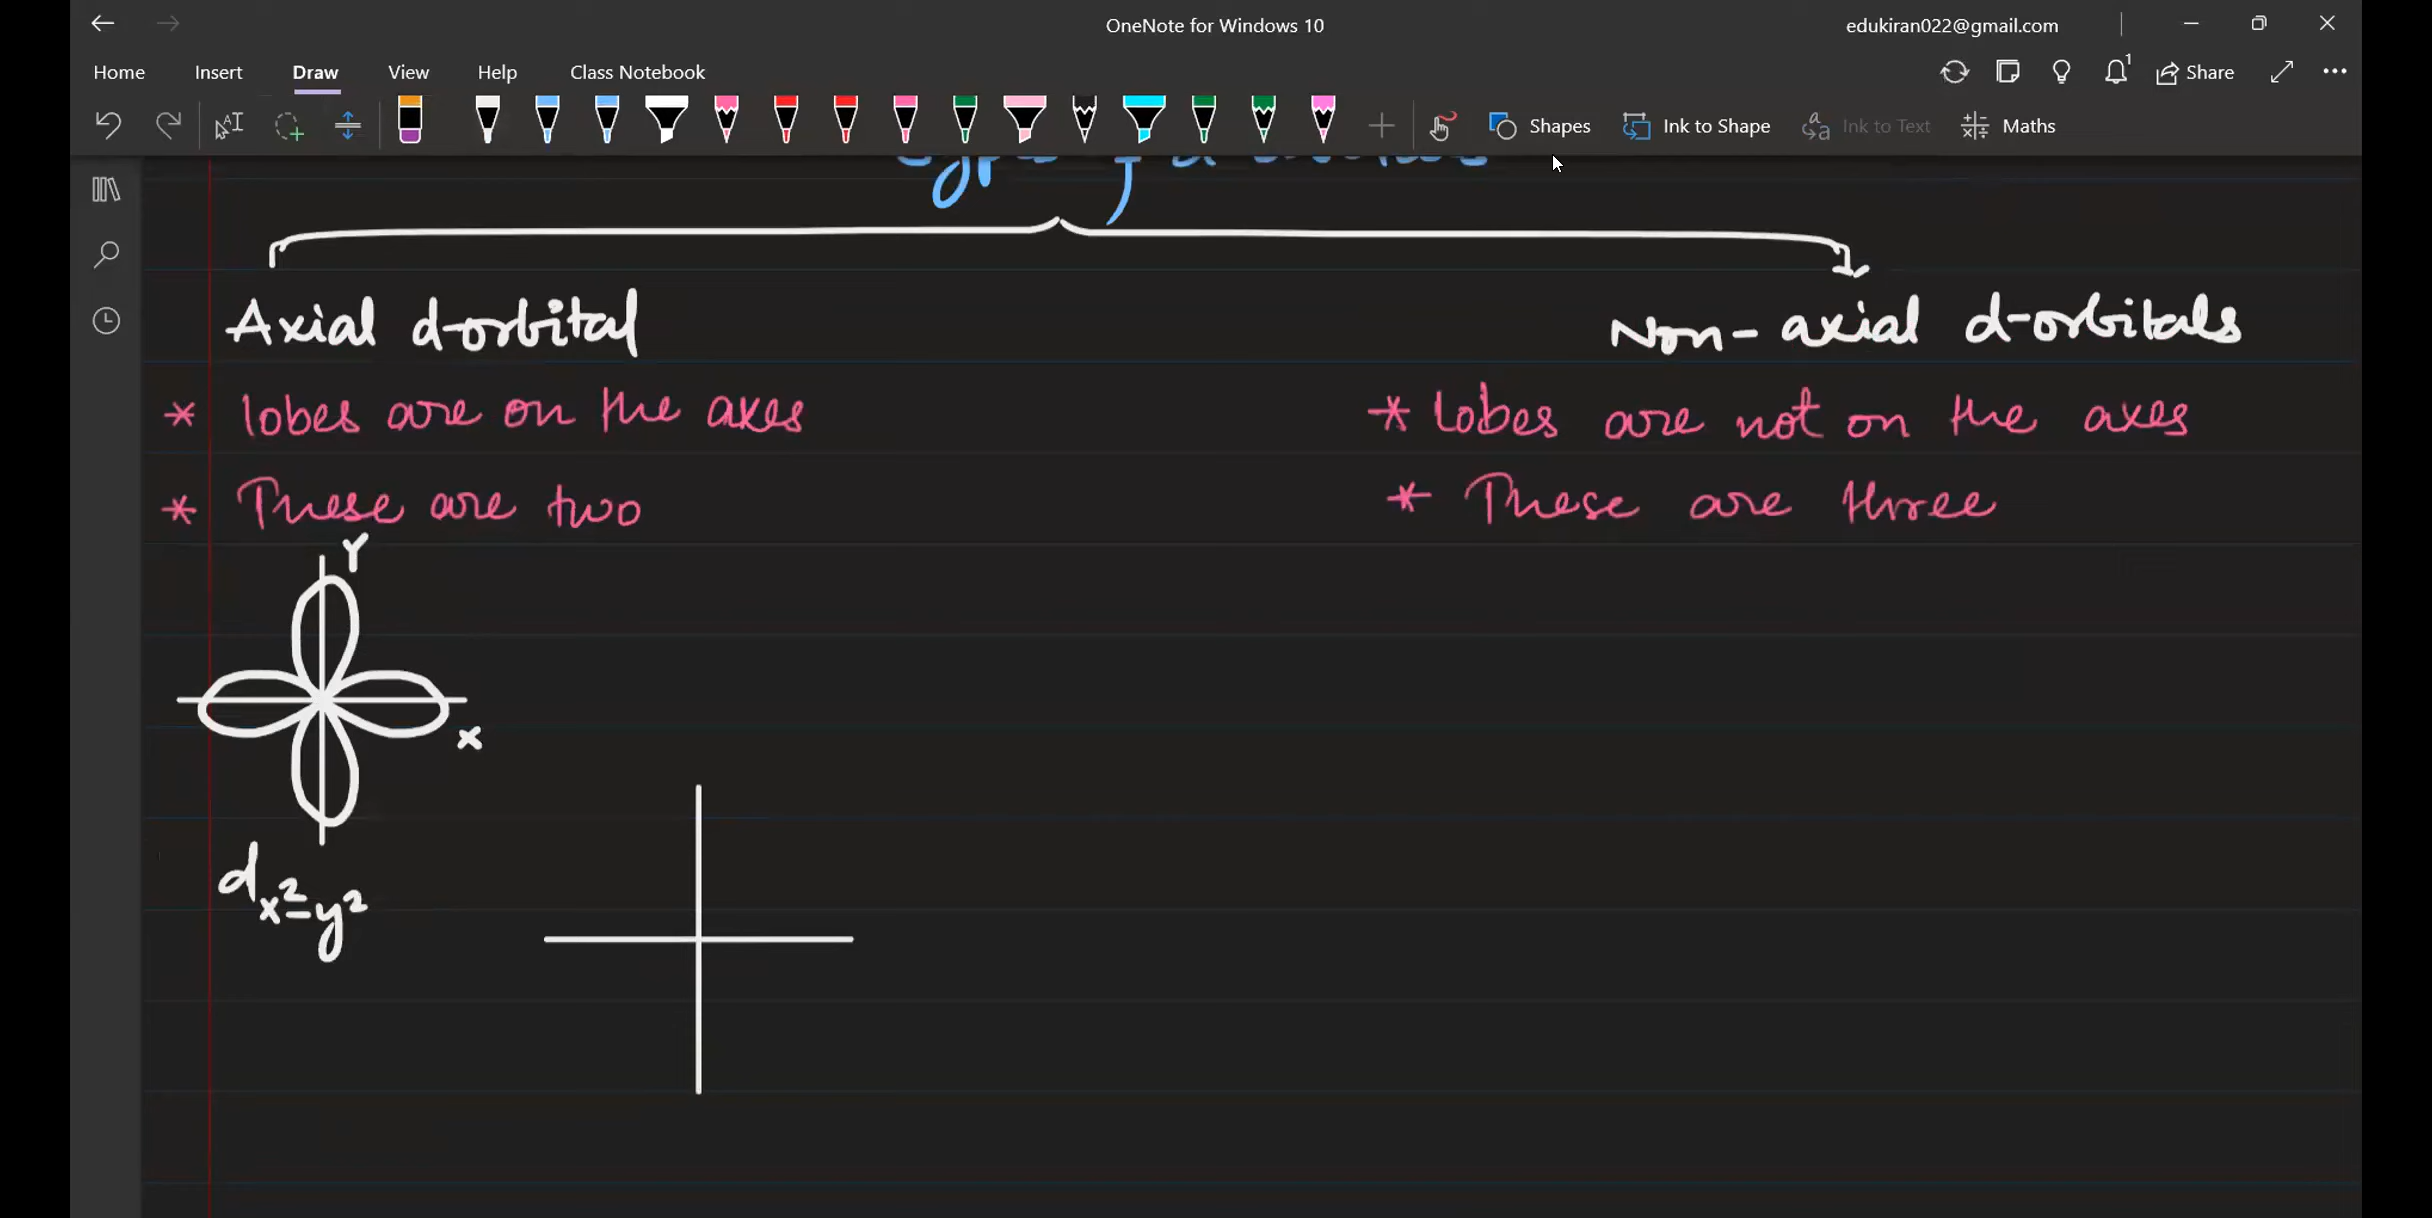 OneNote for Windows 10
edukiran022@gmail.com
Home Insert Draw View Help Class Notebook
1
Share
Shapes Ink to Shape Ink to Text Maths
Axial d-orbital
Non-axial d-orbitals
* lobes are on the axes
* lobes are not on the axes
* These are two
* These are three
Y
x
dx²-y²